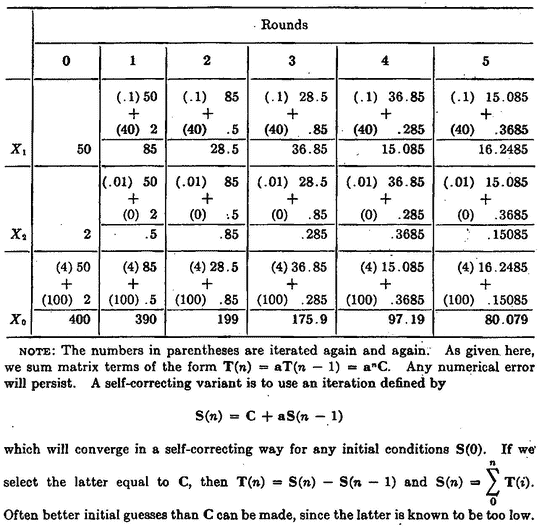 Rounds
0 1 2 3 4 5
(.1) 50 (.1) 85 (.1) 28.5 (.1) 36.85 (.1) 15.085
+ + + + +
(40) 2 (40) .5 (40) .85 (40) .285 (40) .3685
X₁ 50 85 28.5 36.85 15.085 16.2485
(.01) 50 (.01) 85 (.01) 28.5 (.01) 36.85 (.01) 15.085
+ + + + +
(0) 2 (0) .5 (0) .85 (0) .285 (0) .3685
X₂ 2 .5 .85 .285 .3685 .15085
(4) 50 (4) 85 (4) 28.5 (4) 36.85 (4) 15.085 (4) 16.2485
+ + + + + +
(100) 2 (100) .5 (100) .85 (100) .285 (100) .3685 (100) .15085
X₀ 400 390 199 175.9 97.19 80.079
NOTE: The numbers in parentheses are iterated again and again. As given here,
we sum matrix terms of the form T(n) = aT(n − 1) = aⁿC. Any numerical error
will persist. A self-correcting variant is to use an iteration defined by
S(n) = C + aS(n − 1)
which will converge in a self-correcting way for any initial conditions S(0). If we
select the latter equal to C, then T(n) = S(n) − S(n − 1) and S(n) = n∑0 T(i).
Often better initial guesses than C can be made, since the latter is known to be too low.